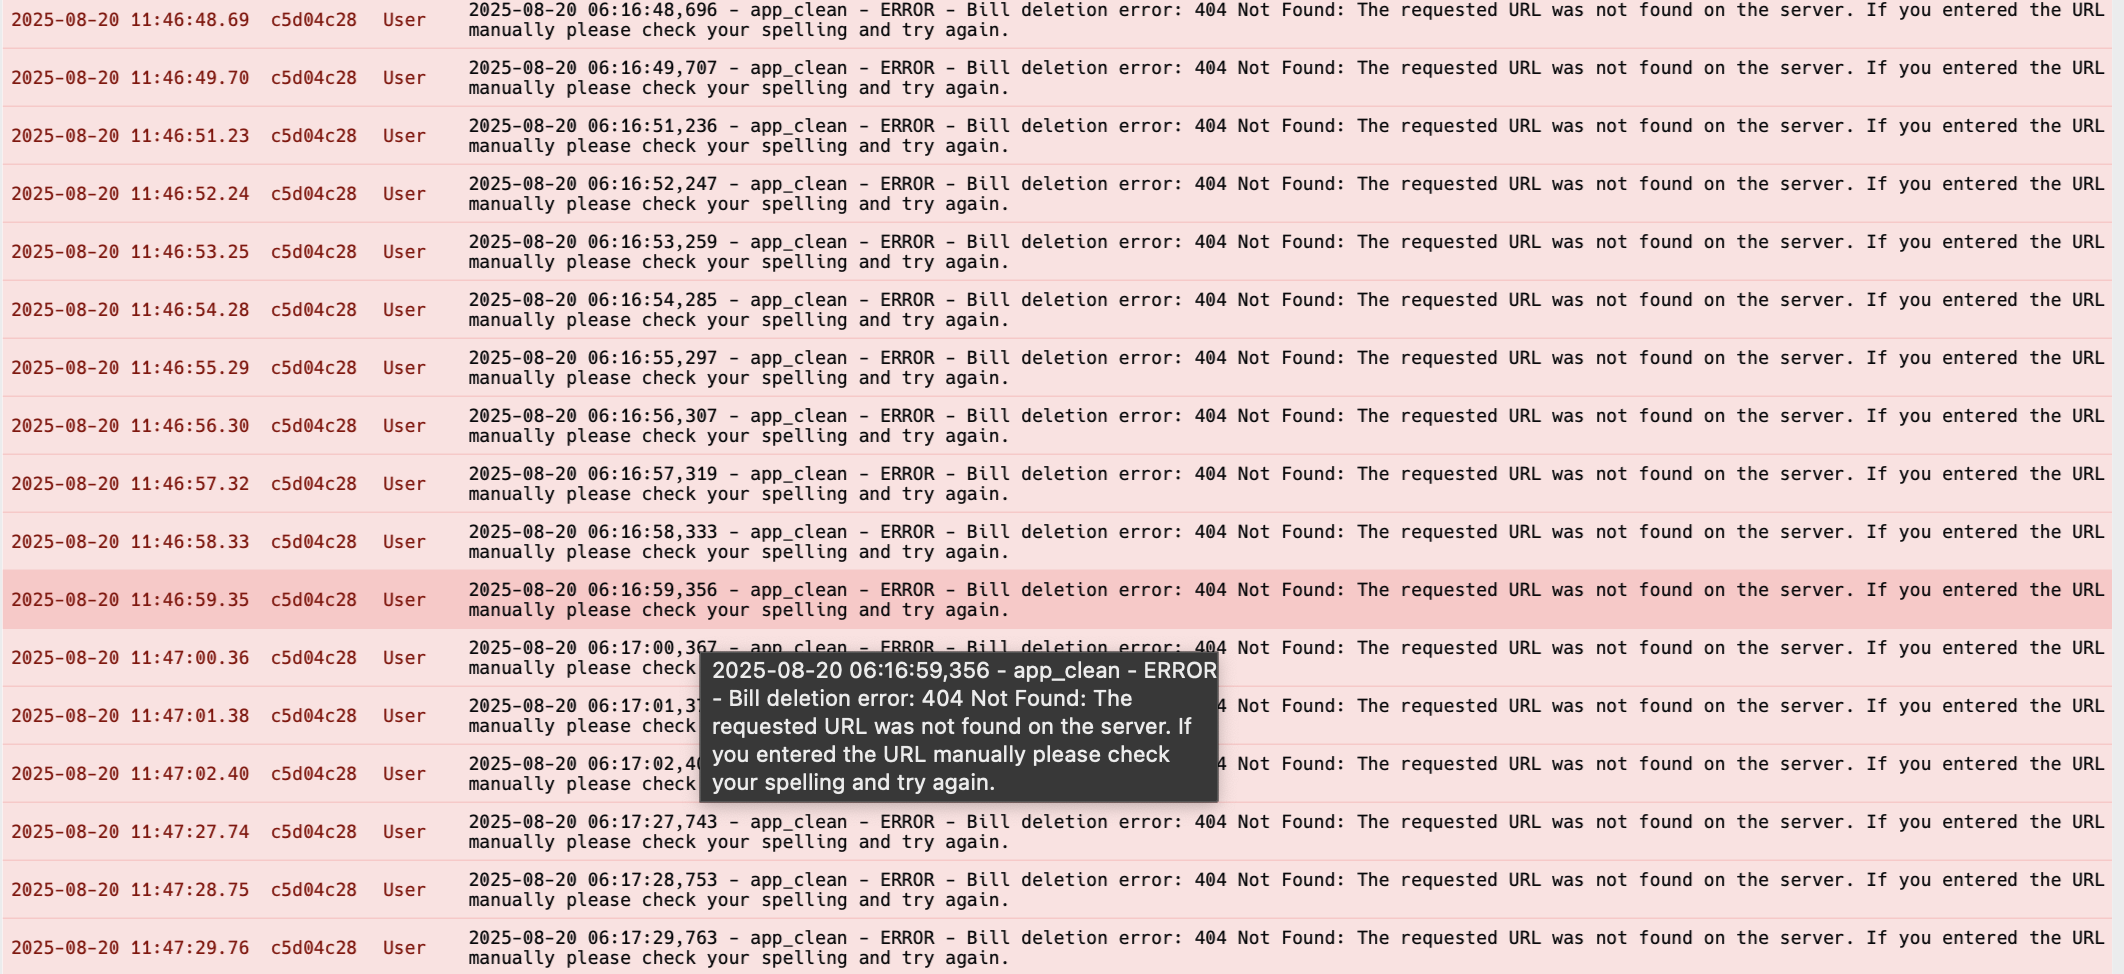 2025-08-20 11:46:48.69 c5d04c28 User 2025-08-20 06:16:48,696 - app_clean - ERROR - Bill deletion error: 404 Not Found: The requested URL was not found on the server. If you entered the URL
manually please check your spelling and try again.
2025-08-20 11:46:49.70 c5d04c28 User 2025-08-20 06:16:49,707 - app_clean - ERROR - Bill deletion error: 404 Not Found: The requested URL was not found on the server. If you entered the URL
manually please check your spelling and try again.
2025-08-20 11:46:51.23 c5d04c28 User 2025-08-20 06:16:51,236 - app_clean - ERROR - Bill deletion error: 404 Not Found: The requested URL was not found on the server. If you entered the URL
manually please check your spelling and try again.
2025-08-20 11:46:52.24 c5d04c28 User 2025-08-20 06:16:52,247 - app_clean - ERROR - Bill deletion error: 404 Not Found: The requested URL was not found on the server. If you entered the URL
manually please check your spelling and try again.
2025-08-20 11:46:53.25 c5d04c28 User 2025-08-20 06:16:53,259 - app_clean - ERROR - Bill deletion error: 404 Not Found: The requested URL was not found on the server. If you entered the URL
manually please check your spelling and try again.
2025-08-20 11:46:54.28 c5d04c28 User 2025-08-20 06:16:54,285 - app_clean - ERROR - Bill deletion error: 404 Not Found: The requested URL was not found on the server. If you entered the URL
manually please check your spelling and try again.
2025-08-20 11:46:55.29 c5d04c28 User 2025-08-20 06:16:55,297 - app_clean - ERROR - Bill deletion error: 404 Not Found: The requested URL was not found on the server. If you entered the URL
manually please check your spelling and try again.
2025-08-20 11:46:56.30 c5d04c28 User 2025-08-20 06:16:56,307 - app_clean - ERROR - Bill deletion error: 404 Not Found: The requested URL was not found on the server. If you entered the URL
manually please check your spelling and try again.
2025-08-20 11:46:57.32 c5d04c28 User 2025-08-20 06:16:57,319 - app_clean - ERROR - Bill deletion error: 404 Not Found: The requested URL was not found on the server. If you entered the URL
manually please check your spelling and try again.
2025-08-20 11:46:58.33 c5d04c28 User 2025-08-20 06:16:58,333 - app_clean - ERROR - Bill deletion error: 404 Not Found: The requested URL was not found on the server. If you entered the URL
manually please check your spelling and try again.
2025-08-20 11:46:59.35 c5d04c28 User 2025-08-20 06:16:59,356 - app_clean - ERROR - Bill deletion error: 404 Not Found: The requested URL was not found on the server. If you entered the URL
manually please check your spelling and try again.
2025-08-20 11:47:00.36 c5d04c28 User 2025-08-20 06:17:00,367 - app_clean - ERROR - Bill deletion error: 404 Not Found: The requested URL was not found on the server. If you entered the URL
manually please check
2025-08-20 06:16:59,356 - app_clean - ERROR
- Bill deletion error: 404 Not Found: The
requested URL was not found on the server. If
you entered the URL manually please check
your spelling and try again.
2025-08-20 11:47:01.38 c5d04c28 User 2025-08-20 06:17:01, Not Found: The requested URL was not found on the server. If you entered the URL
manually please check
2025-08-20 11:47:02.40 c5d04c28 User 2025-08-20 06:17:02, Not Found: The requested URL was not found on the server. If you entered the URL
manually please check
2025-08-20 11:47:27.74 c5d04c28 User 2025-08-20 06:17:27,743 - app_clean - ERROR - Bill deletion error: 404 Not Found: The requested URL was not found on the server. If you entered the URL
manually please check your spelling and try again.
2025-08-20 11:47:28.75 c5d04c28 User 2025-08-20 06:17:28,753 - app_clean - ERROR - Bill deletion error: 404 Not Found: The requested URL was not found on the server. If you entered the URL
manually please check your spelling and try again.
2025-08-20 11:47:29.76 c5d04c28 User 2025-08-20 06:17:29,763 - app_clean - ERROR - Bill deletion error: 404 Not Found: The requested URL was not found on the server. If you entered the URL
manually please check your spelling and try again.